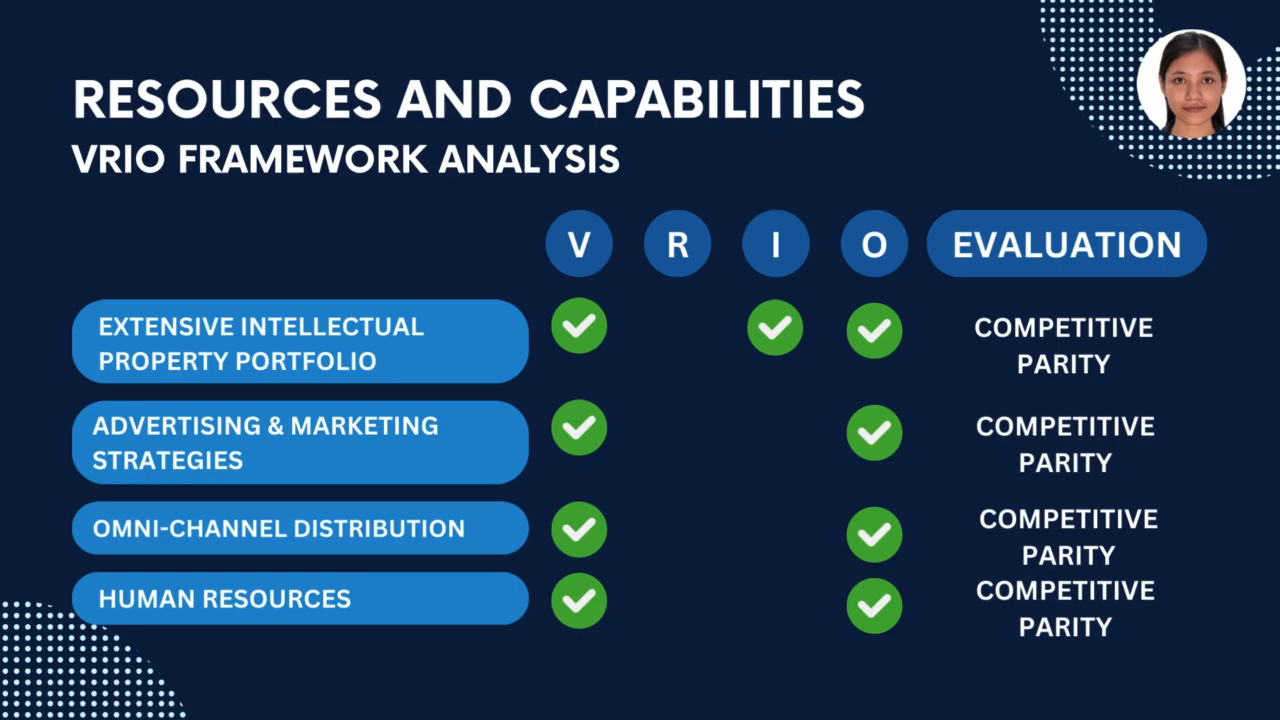 RESOURCES AND CAPABILITIES
VRIO FRAMEWORK ANALYSIS
V R I O EVALUATION
EXTENSIVE INTELLECTUAL
PROPERTY PORTFOLIO
COMPETITIVE
PARITY
ADVERTISING & MARKETING
STRATEGIES
COMPETITIVE
PARITY
OMNI-CHANNEL DISTRIBUTION
COMPETITIVE
PARITY
HUMAN RESOURCES
COMPETITIVE
PARITY